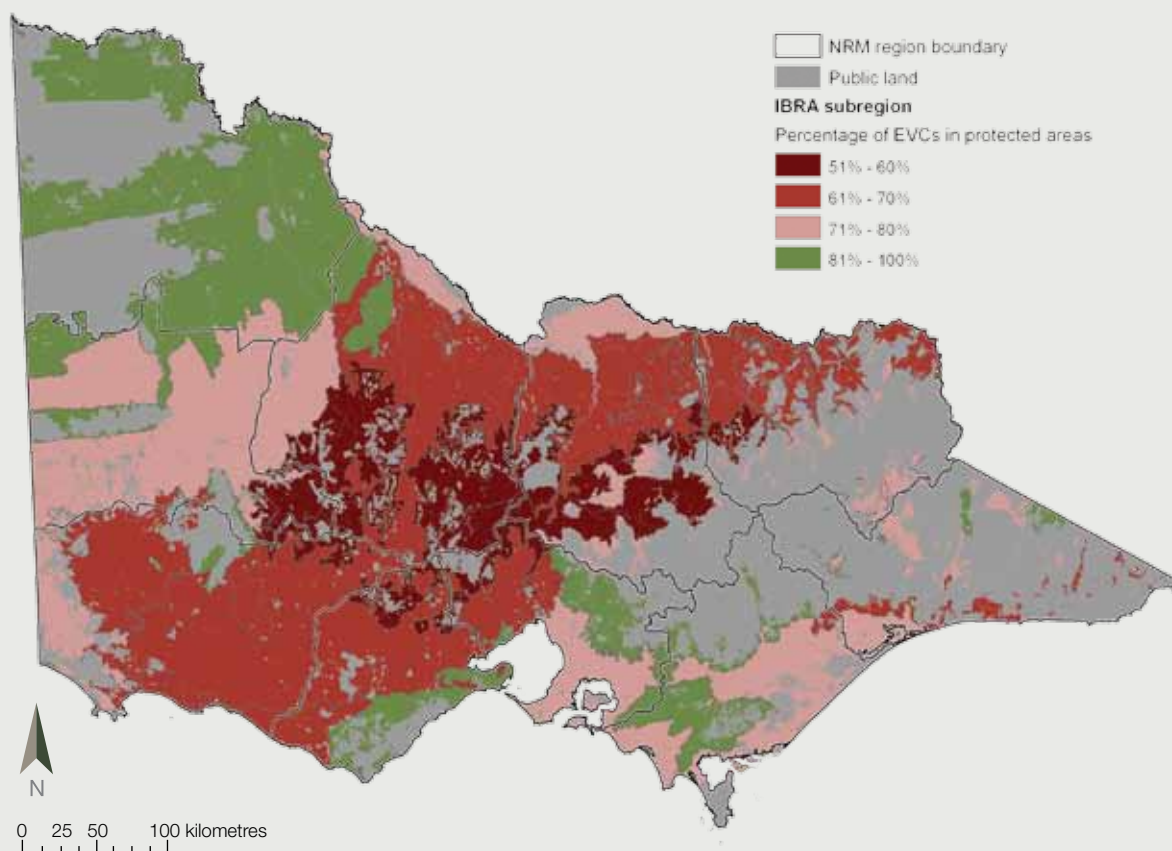 NRM region boundary
Public land
IBRA subregion
Percentage of EVCs in protected areas
51% - 60%
61% - 70%
71% - 80%
81% - 100%
N
0 25 50 100 kilometres